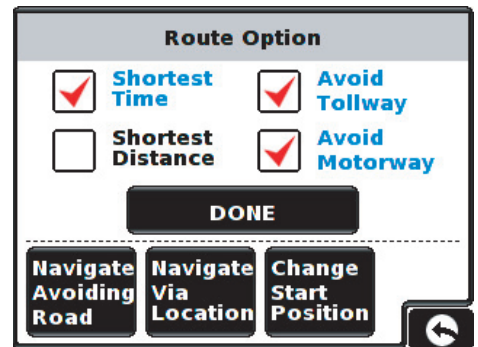 Route Option
Shortest
Time
Avoid
Tollway
Shortest
Distance
Avoid
Motorway
DONE
Navigate
Avoiding
Road
Navigate
Via
Location
Change
Start
Position